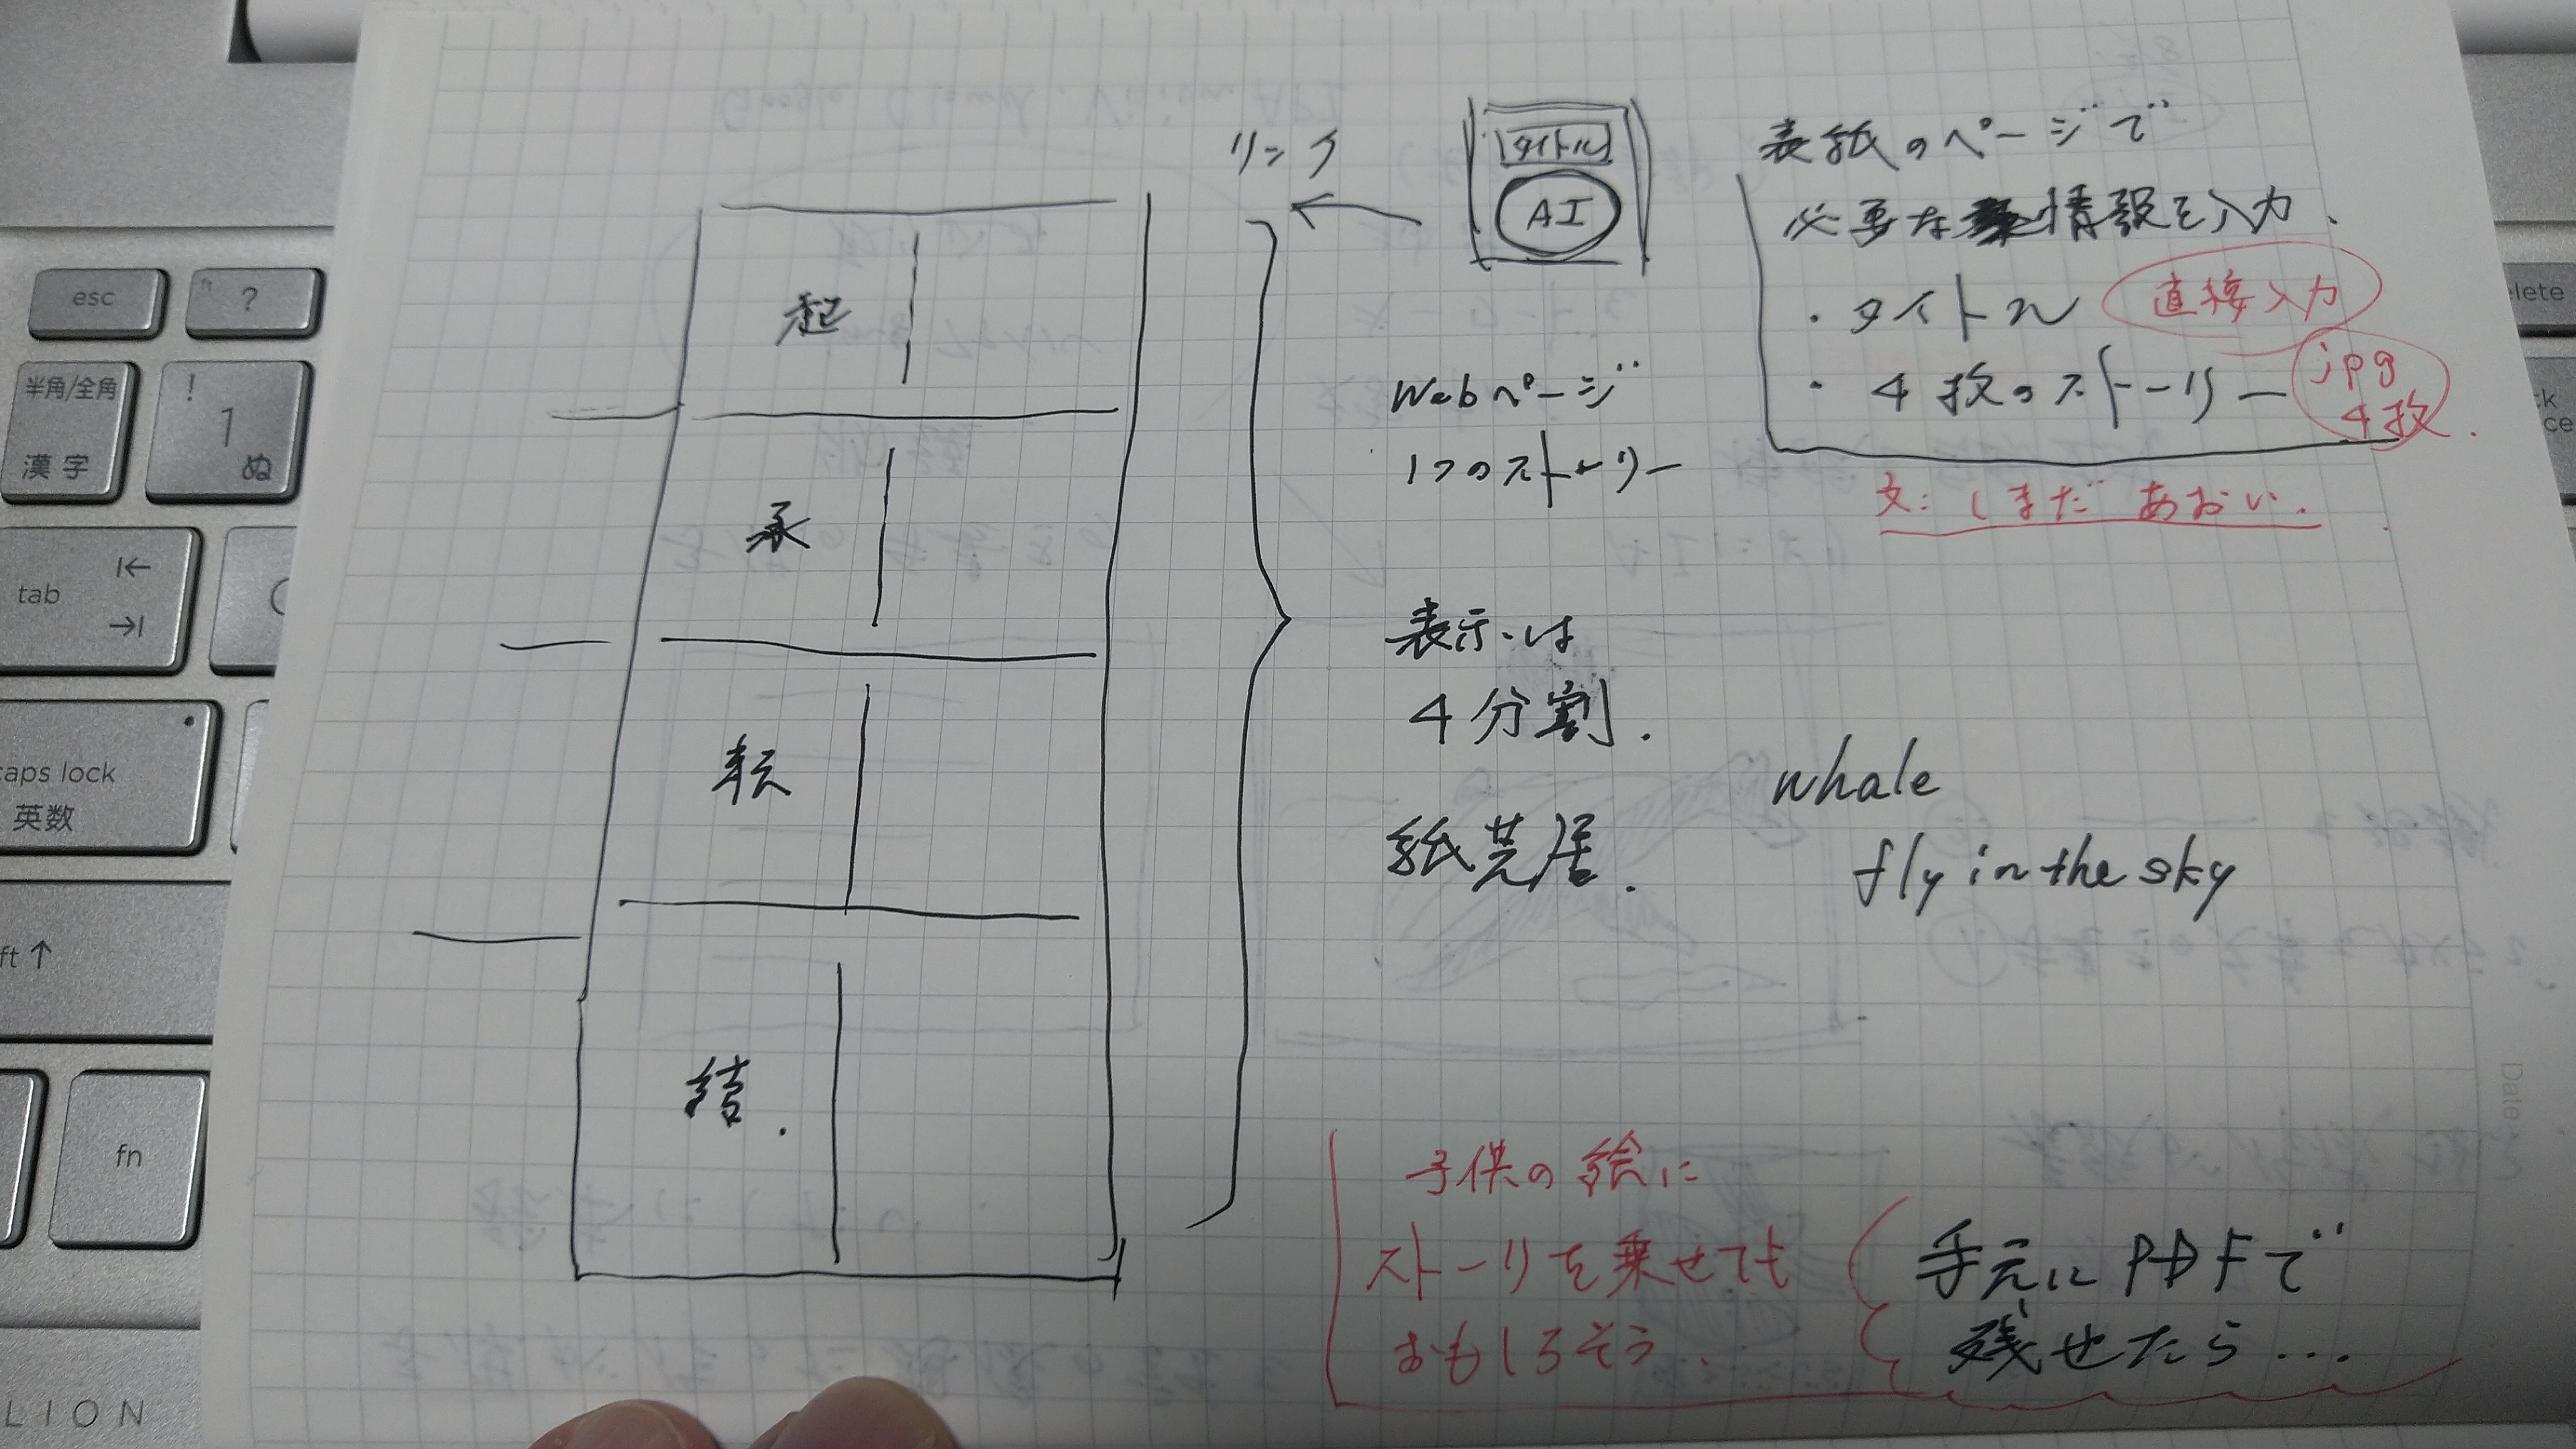 リンク
タイトル
AI
表紙のページで
必要な情報を入力.
・タイトル 直接入力
・4枚のストーリー jpg
4枚.
文:しまだ あおい.
起
承
転
結.
Webページ
1つのストーリー
表示は
4分割.
紙芝居.
whale
fly in the sky
子供の絵に
ストーリを乗せても
おもしろそう.
手元にPDFで
残せたら...
esc
?
半角/全角
漢字
!
1
ぬ
tab
caps lock
英数
ft ↑
fn
LION
lete
Date